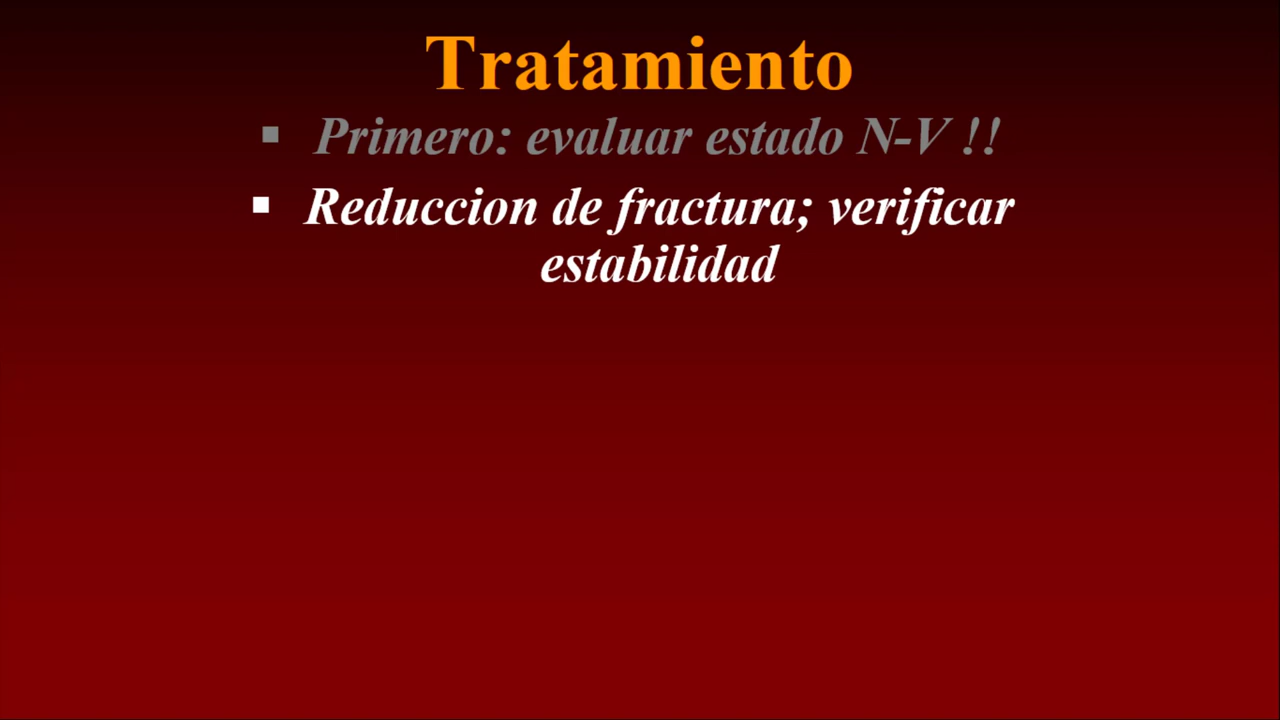 Tratamiento
▪ Primero: evaluar estado N-V !!
▪ Reduccion de fractura; verificar
estabilidad